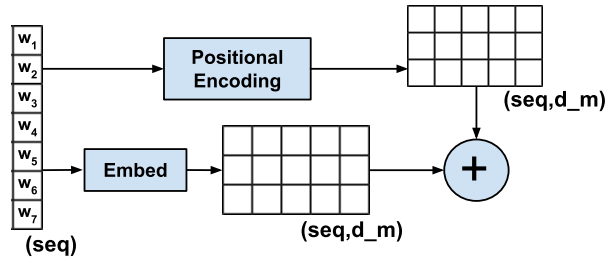 w1
w2
w3
w4
w5
w6
w7
(seq)
Positional
Encoding
(seq,d_m)
Embed
(seq,d_m)
+